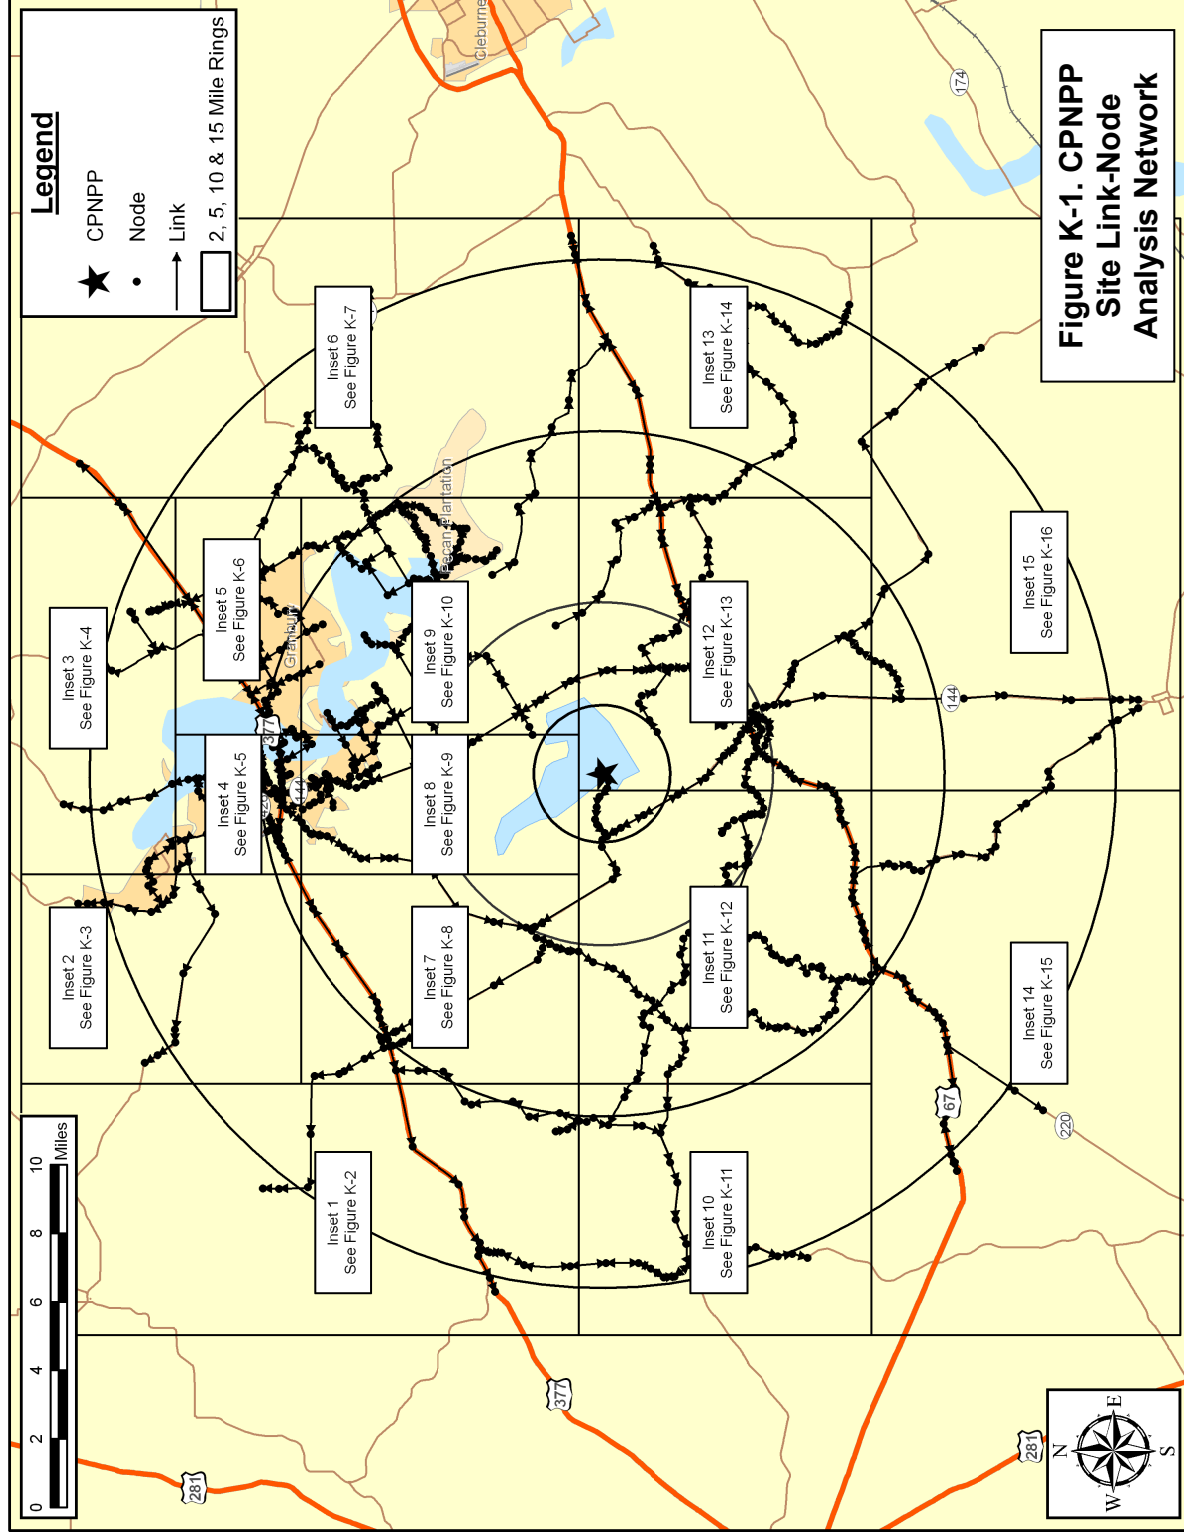 Legend
CPNPP
Node
Link
2, 5, 10 & 15 Mile Rings
Figure K-1. CPNPP
Site Link-Node
Analysis Network
0 2 4 6 8 10
Miles
Inset 1
See Figure K-2
Inset 2
See Figure K-3
Inset 3
See Figure K-4
Inset 4
See Figure K-5
Inset 5
See Figure K-6
Inset 6
See Figure K-7
Inset 7
See Figure K-8
Inset 8
See Figure K-9
Inset 9
See Figure K-10
Inset 10
See Figure K-11
Inset 11
See Figure K-12
Inset 12
See Figure K-13
Inset 13
See Figure K-14
Inset 14
See Figure K-15
Inset 15
See Figure K-16
Cleburne
Granbury
Pecan Plantation
174
377
144
144
67
220
377
281
281
N
E
S
W